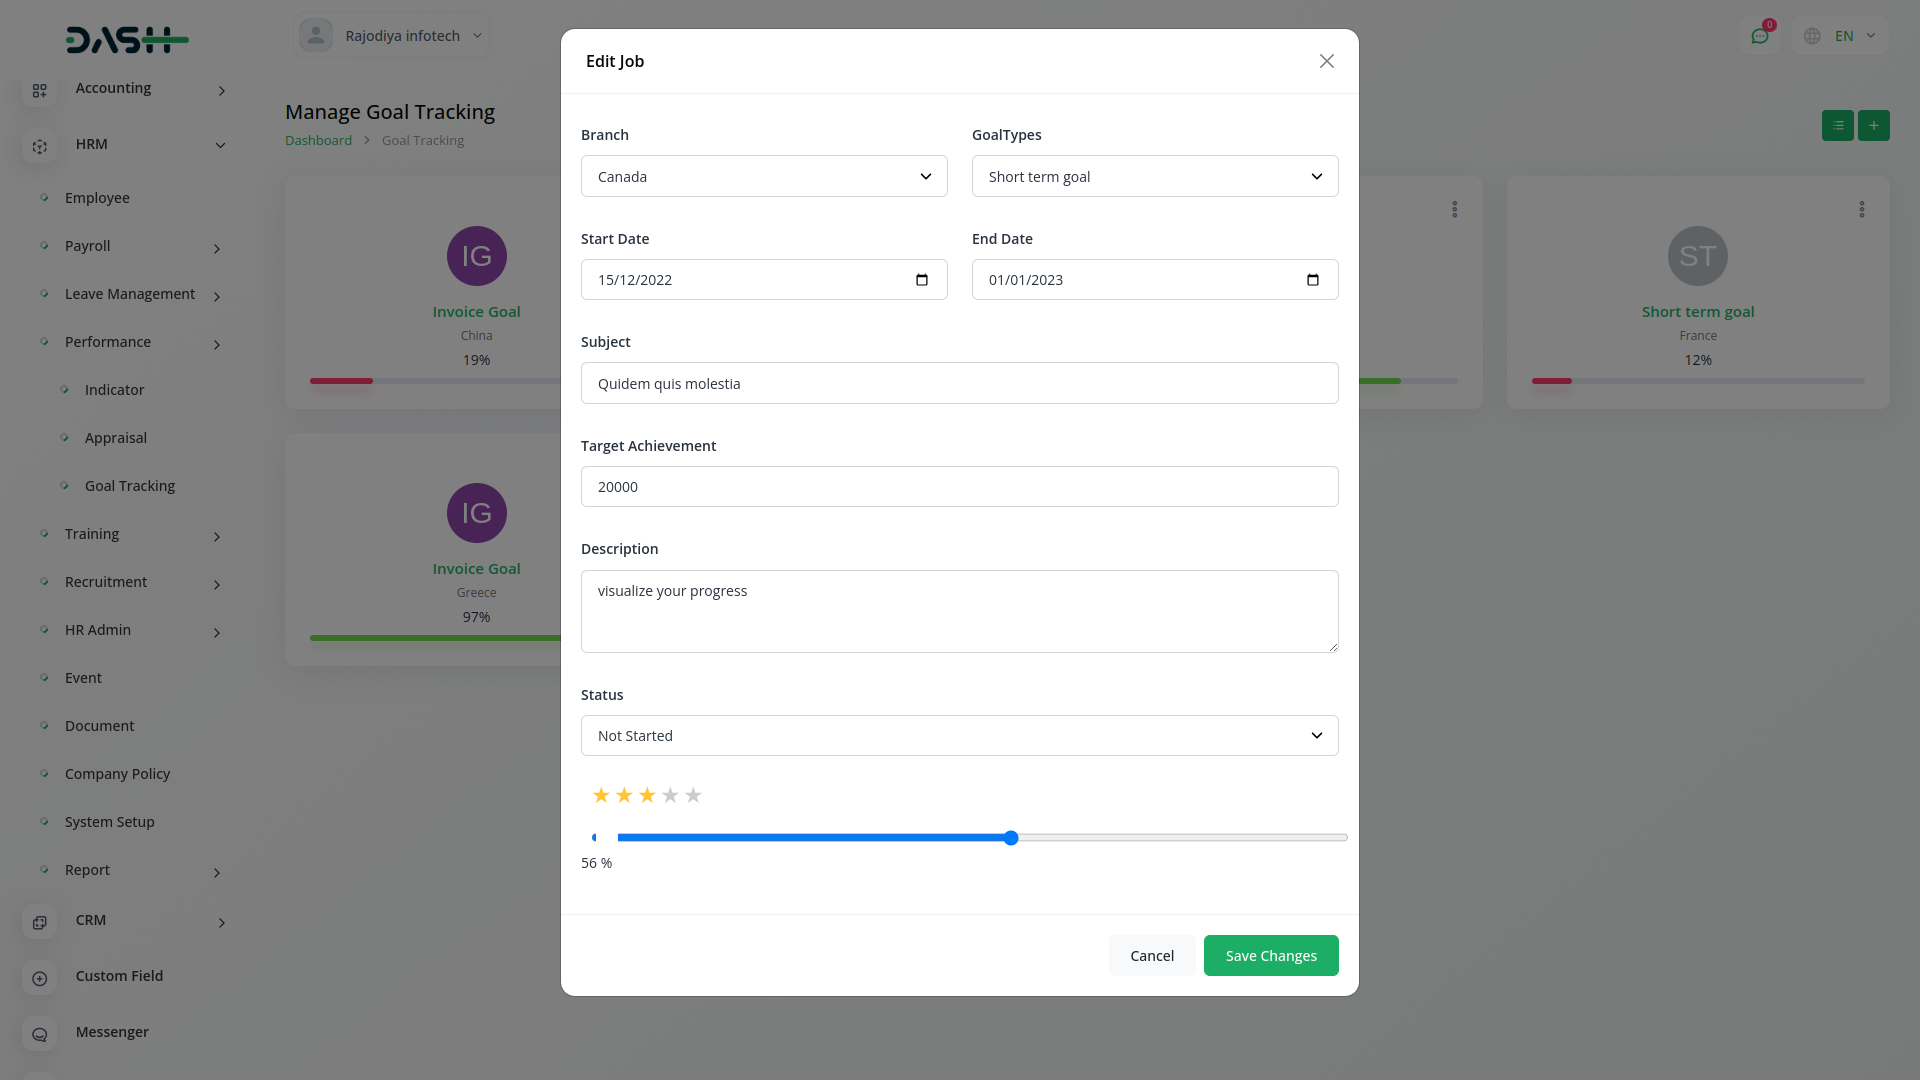 DASH
Rajodiya infotech
0
EN
Accounting
HRM
Employee
Payroll
Leave Management
Performance
Indicator
Appraisal
Goal Tracking
Training
Recruitment
HR Admin
Event
Document
Company Policy
System Setup
Report
CRM
Custom Field
Messenger
Manage Goal Tracking
Dashboard > Goal Tracking
IG
Invoice Goal
China
19%
ST
Short term goal
France
12%
IG
Invoice Goal
Greece
97%
Edit Job
Branch
Canada
GoalTypes
Short term goal
Start Date
15/12/2022
End Date
01/01/2023
Subject
Quidem quis molestia
Target Achievement
20000
Description
visualize your progress
Status
Not Started
56 %
Cancel
Save Changes